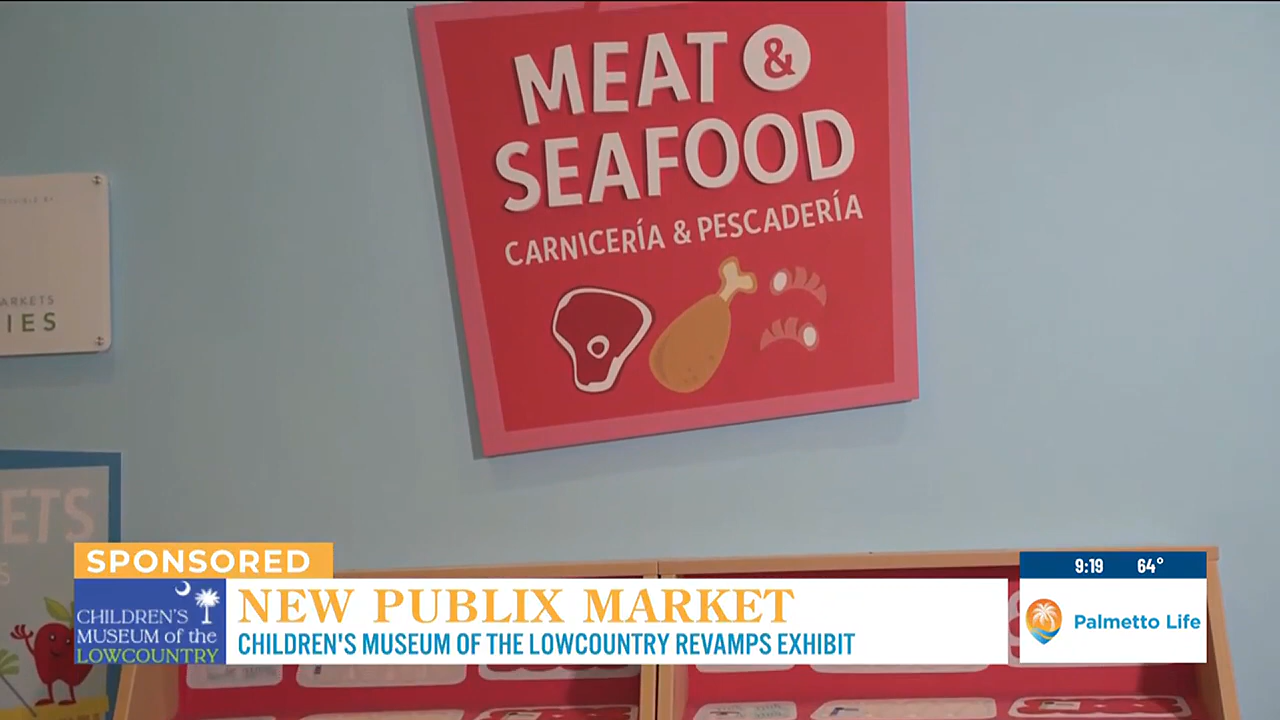 MEAT &
SEAFOOD
CARNICERÍA & PESCADERÍA
ARKETS
IES
ETS
SPONSORED
CHILDREN'S
MUSEUM of the
LOWCOUNTRY
NEW PUBLIX MARKET
CHILDREN'S MUSEUM OF THE LOWCOUNTRY REVAMPS EXHIBIT
9:19 64°
Palmetto Life